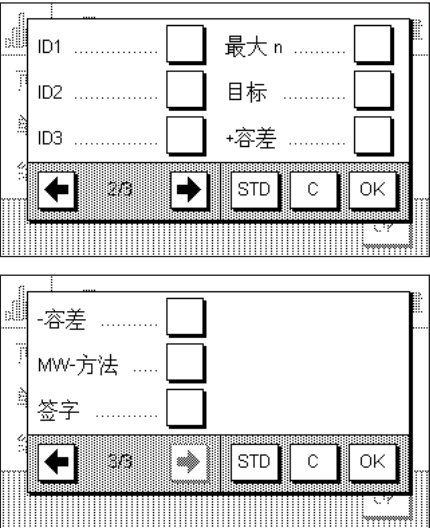 ID1 ............... 最大 n .........
ID2 ............... 目标 ...........
ID3 ............... +容差 ..........
2/3 STD C OK
-容差 ..........
MW-方法 .....
签字 ...........
3/3 STD C OK